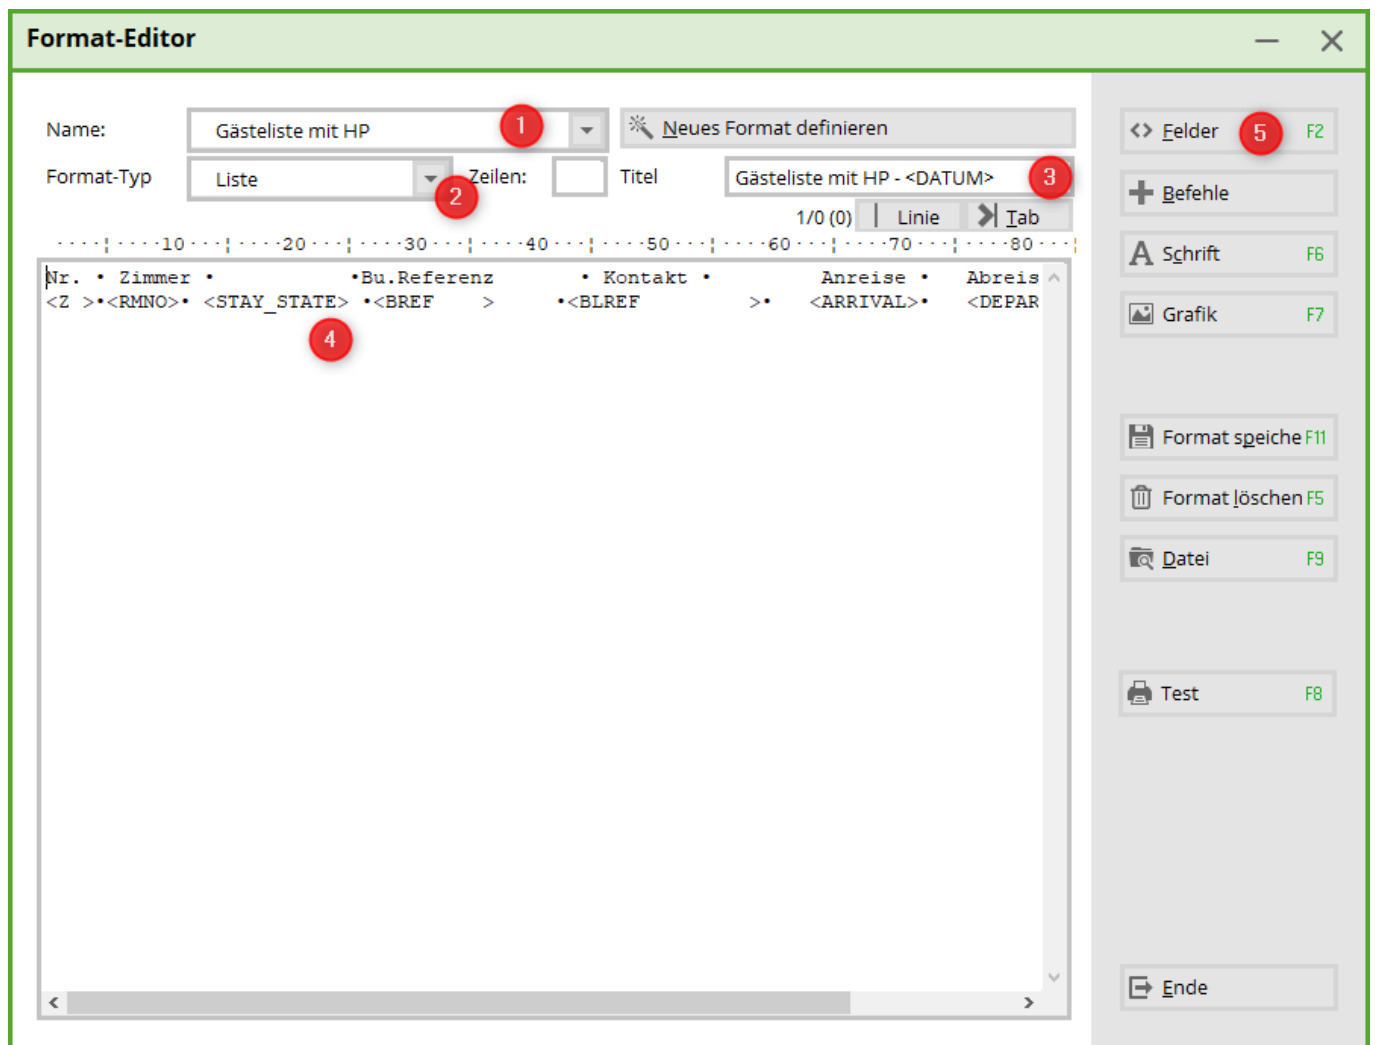 Format-Editor
Name: Gästeliste mit HP 1 Neues Format definieren
Format-Typ Liste 2 Zeilen: Titel Gästeliste mit HP - <DATUM> 3
1/0 (0) Linie Tab
····¦····10···¦····20···¦····30···¦····40···¦····50···¦····60···¦····70···¦····80···¦
Nr. • Zimmer • •Bu.Referenz • Kontakt • Anreise • Abreis
<Z >•<RMNO>• <STAY_STATE> •<BREF > •<BLREF >• <ARRIVAL>• <DEPAR
4
<> Felder 5 F2
Befehle
Schrift F6
Grafik F7
Format speiche F11
Format löschen F5
Datei F9
Test F8
Ende